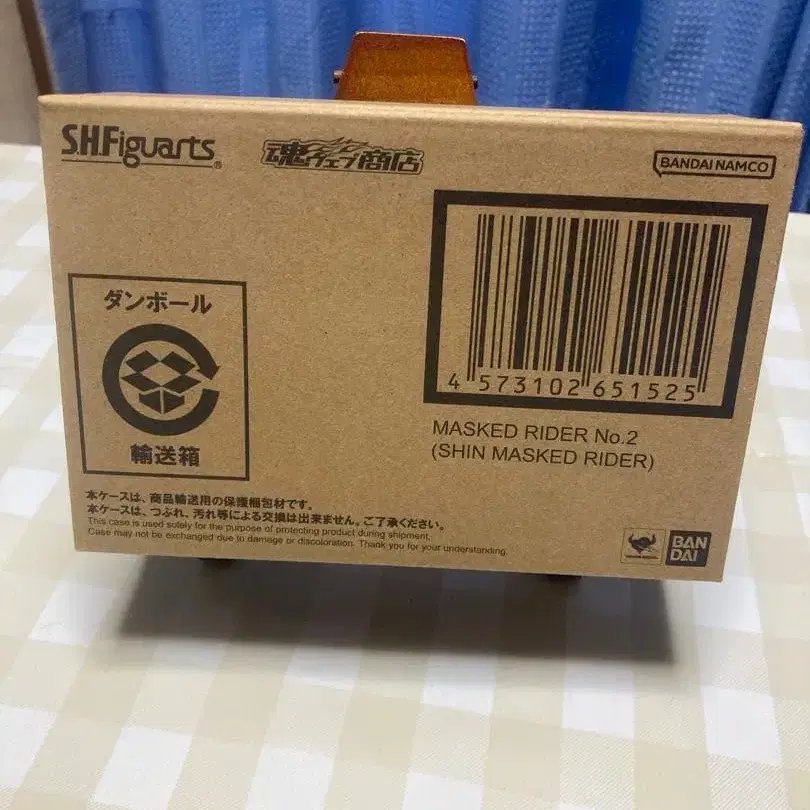 S.H.Figuarts®
魂ウェブ商店
BANDAI NAMCO
ダンボール
輸送箱
4 573102 651525
MASKED RIDER No.2
(SHIN MASKED RIDER)
本ケースは、商品輸送用の保護梱包材です。
本ケースは、つぶれ、汚れ等による交換は出来ません。ご了承ください。
This case is used solely for the purpose of protecting product during shipment.
Case may not be exchanged due to damage or discoloration. Thank you for your understanding.
BAN
DAI